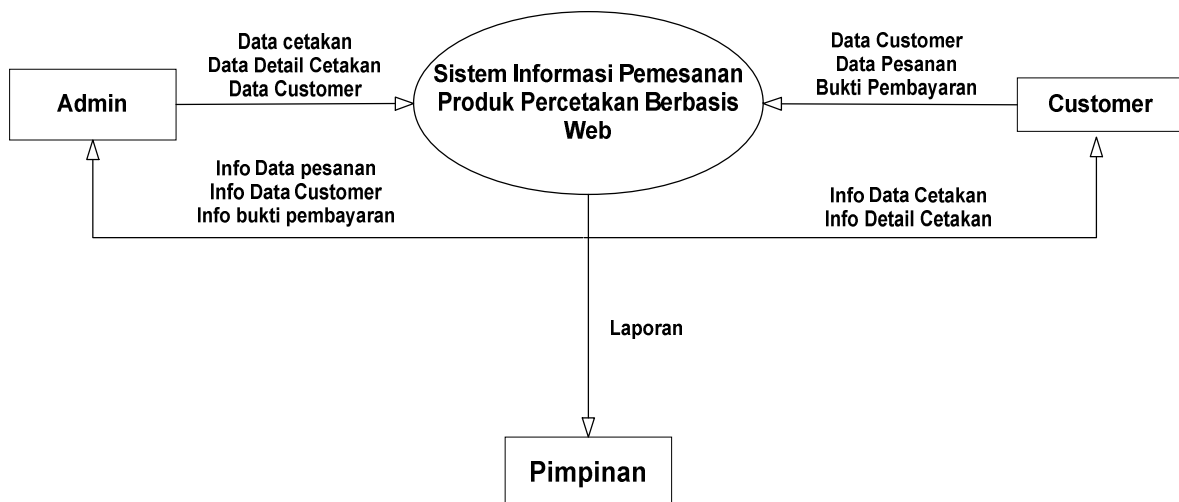 Data cetakan
Data Detail Cetakan
Data Customer
Admin
Sistem Informasi Pemesanan
Produk Percetakan Berbasis
Web
Data Customer
Data Pesanan
Bukti Pembayaran
Customer
Info Data pesanan
Info Data Customer
Info bukti pembayaran
Info Data Cetakan
Info Detail Cetakan
Laporan
Pimpinan